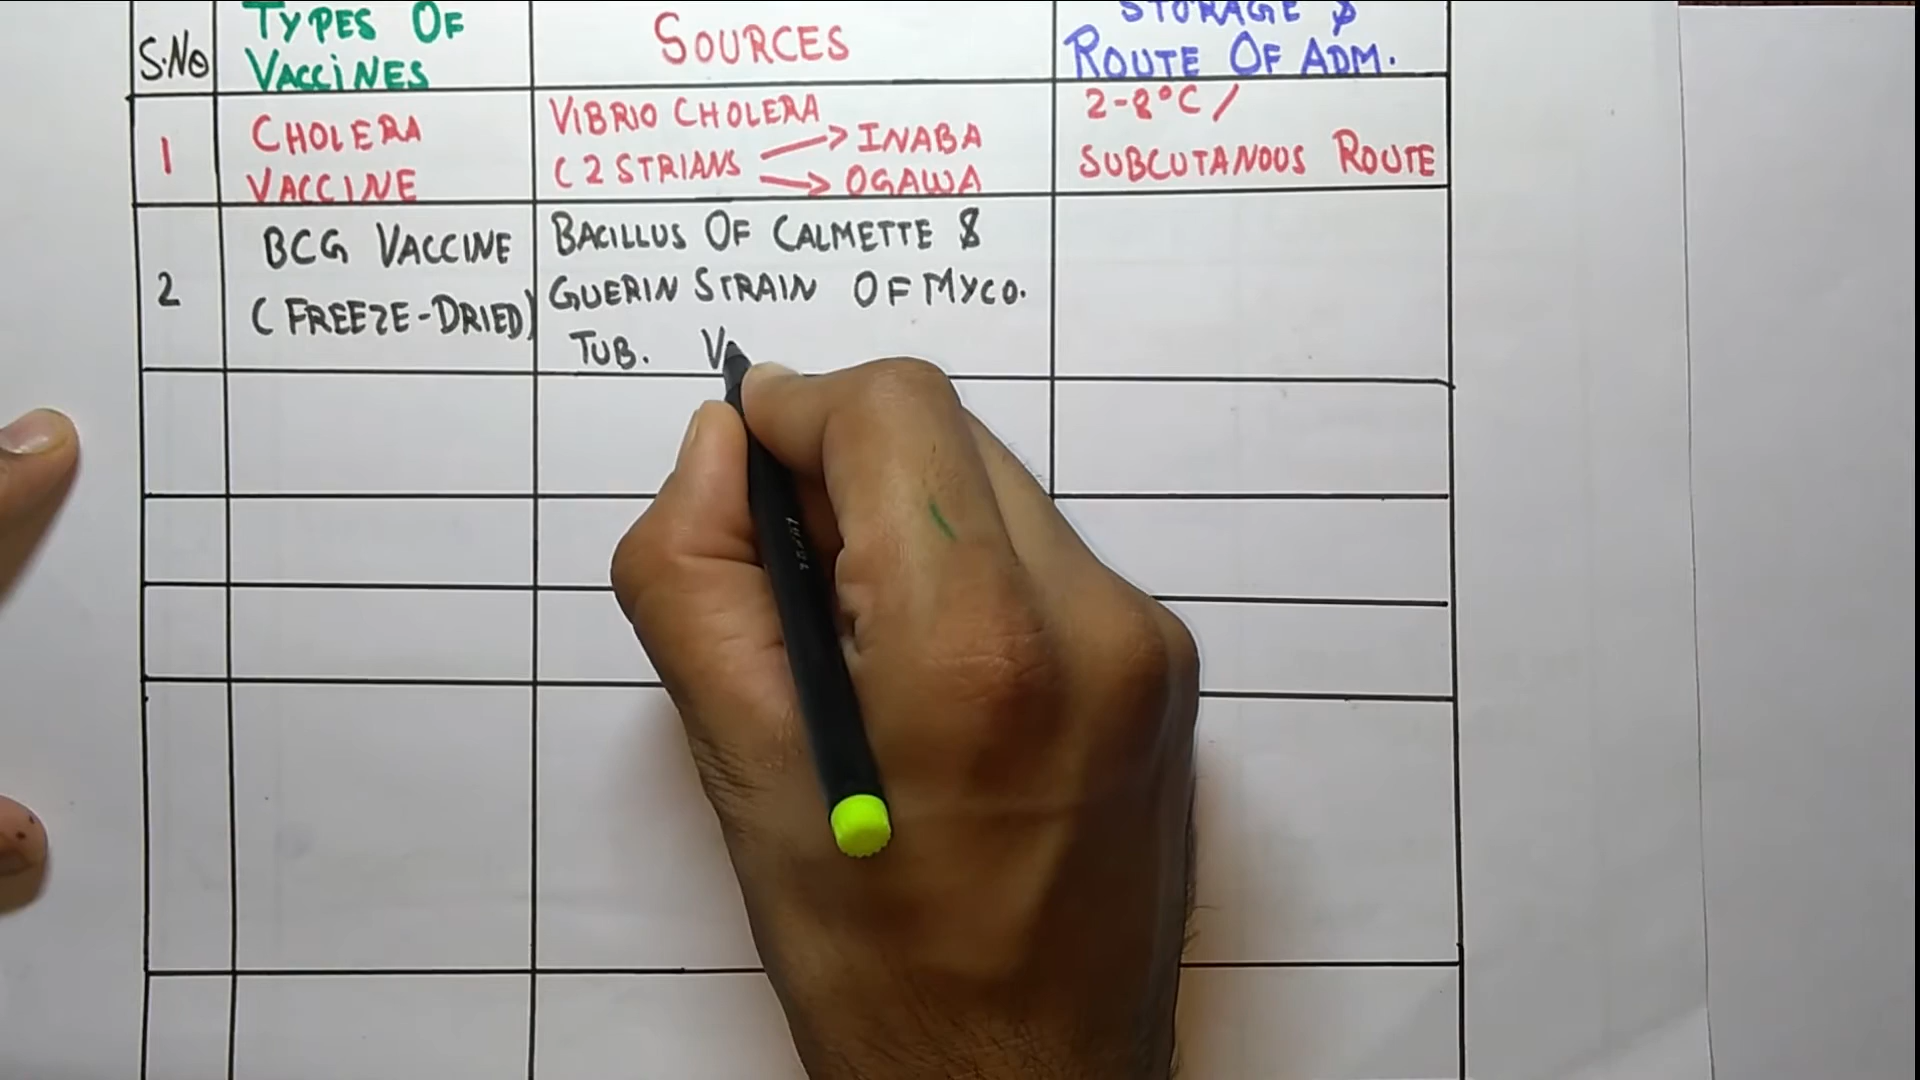 S.No
TYPES OF
VACCINES
SOURCES
STORAGE &
ROUTE OF ADM.
1
CHOLERA
VACCINE
VIBRIO CHOLERA
( 2 STRIANS
INABA
OGAWA
2-8°C /
SUBCUTANOUS ROUTE
2
BCG VACCINE
( FREEZE-DRIED)
BACILLUS OF CALMETTE &
GUERIN STRAIN OF MYCO.
TUB. V